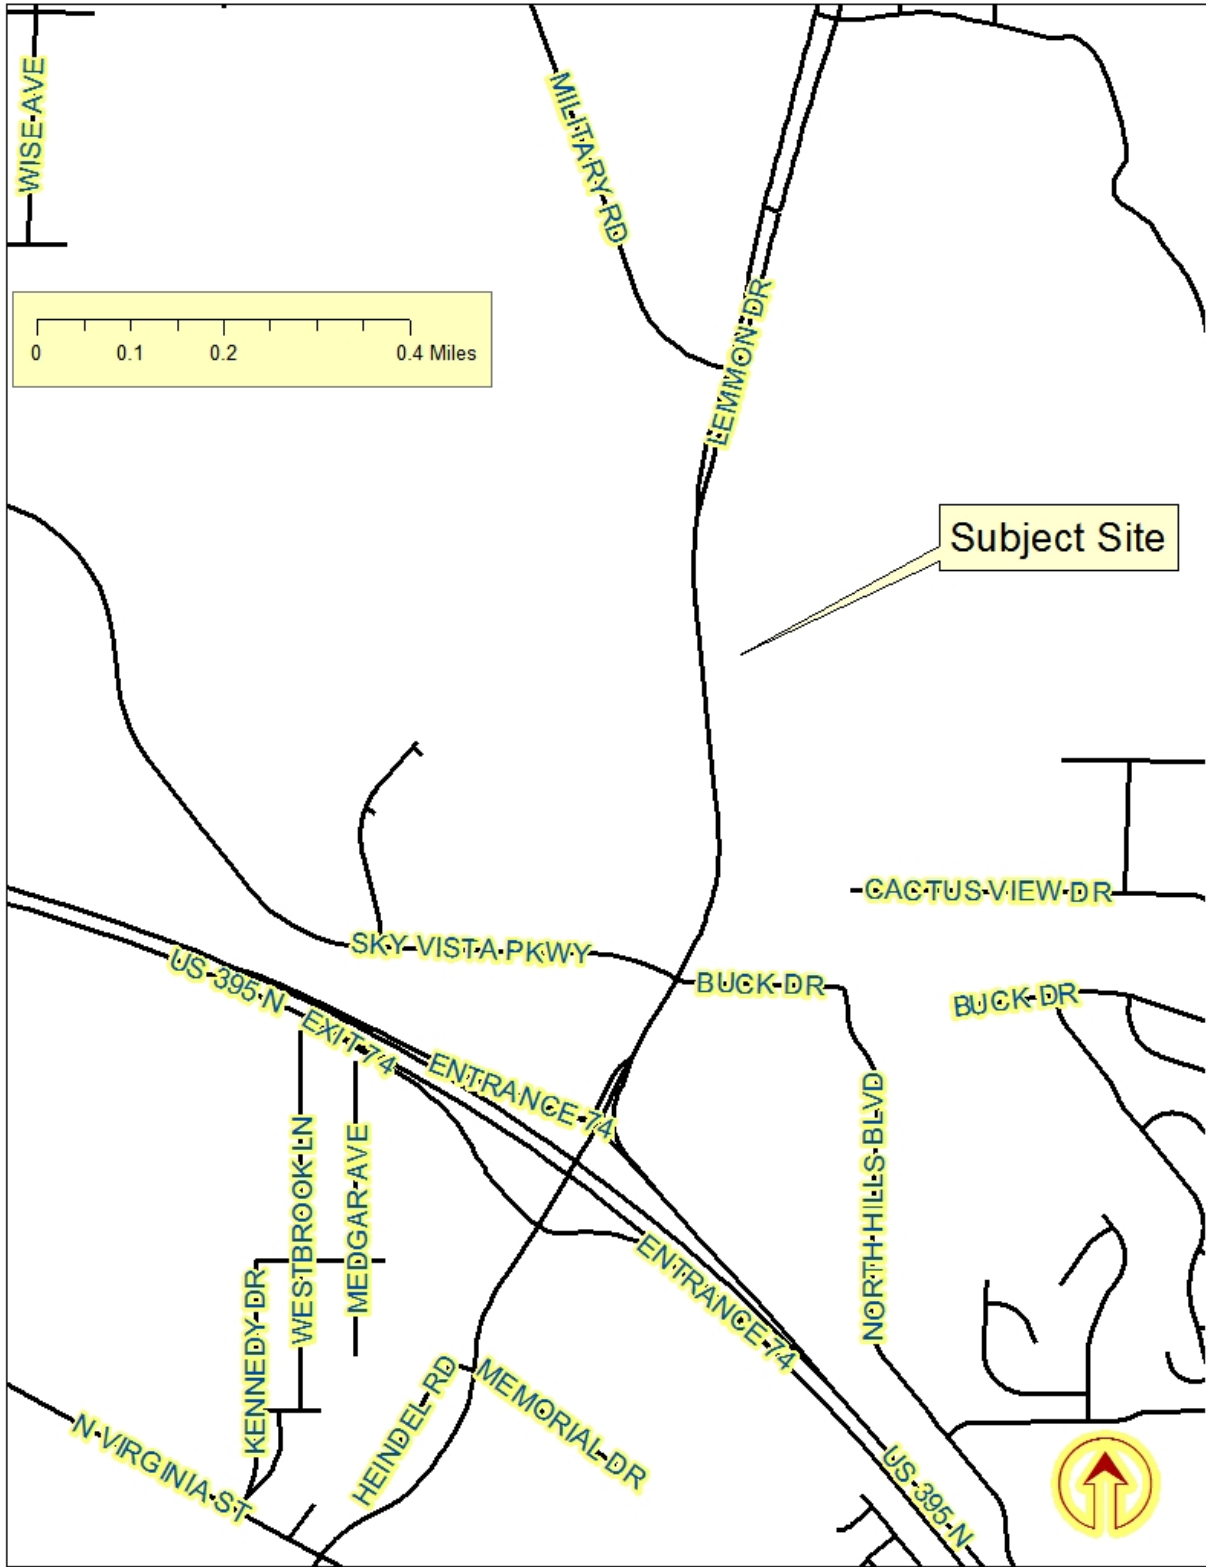 WISE AVE
MILITARY RD
LEMMON DR
0 0.1 0.2 0.4 Miles
Subject Site
CACTUS VIEW DR
SKY VISTA PKWY
BUCK DR
BUCK DR
US 395 N
EXIT 74
ENTRANCE 74
NORTH HILLS BLVD
WESTBROOK LN
MEDGAR AVE
KENNEDY DR
ENTRANCE 74
HEINDEL RD
MEMORIAL DR
N VIRGINIA ST
US 395 N